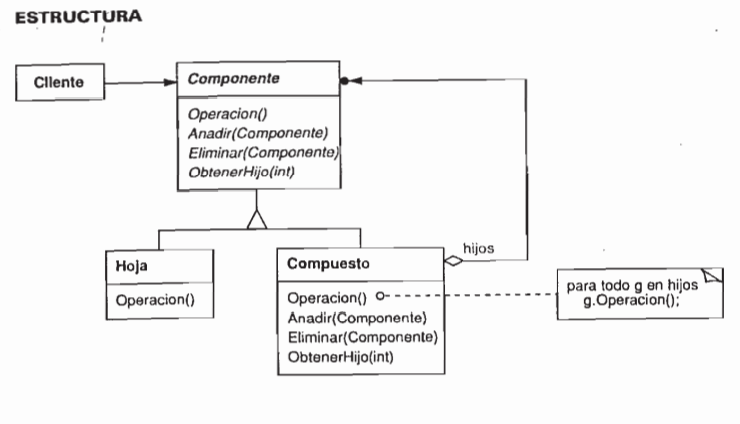 ESTRUCTURA
Cliente
Componente
Operacion()
Anadir(Componente)
Eliminar(Componente)
ObtenerHijo(int)
Hoja
Operacion()
Compuesto
Operacion()
Anadir(Componente)
Eliminar(Componente)
ObtenerHijo(int)
hijos
para todo g en hijos
g.Operacion();